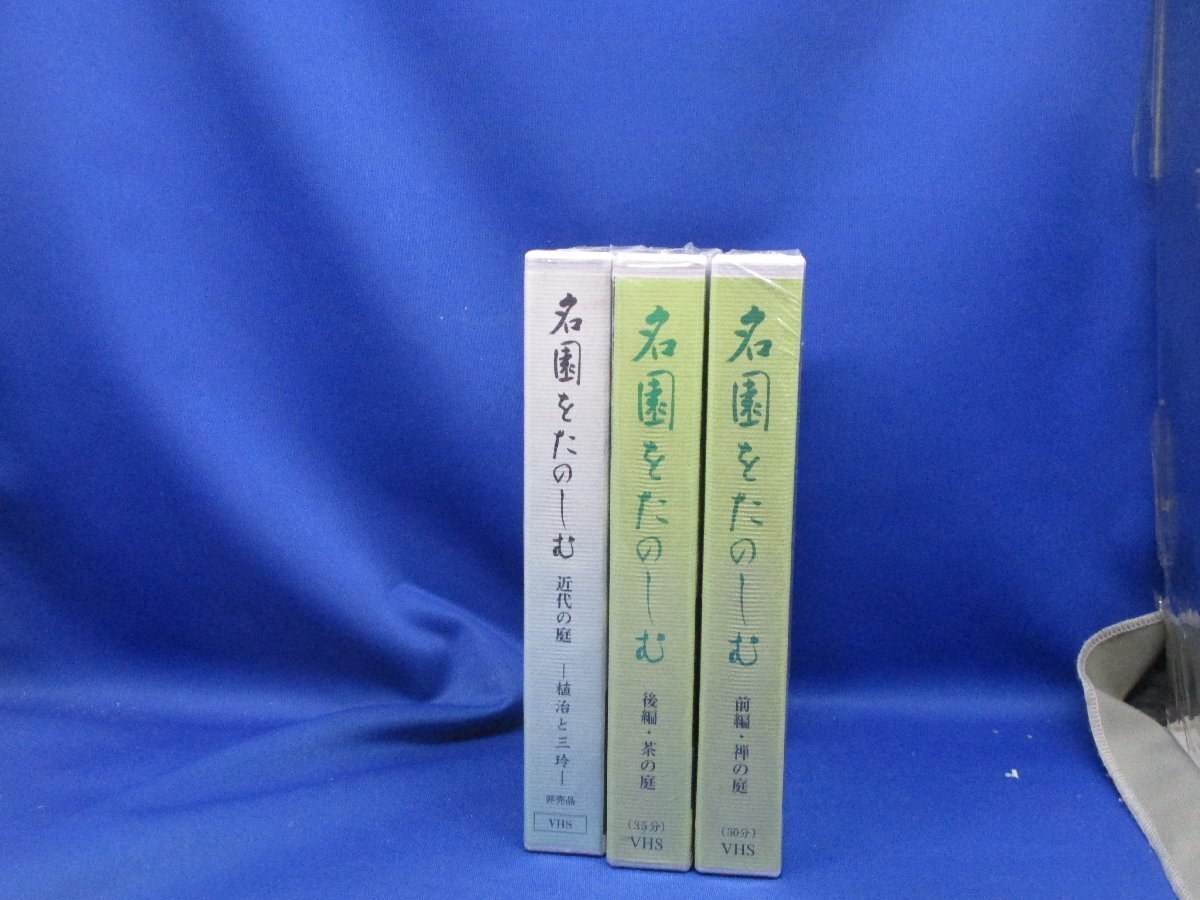 名園をたのしむ 近代の庭 ―植治と三玲―
非売品
VHS
名園をたのしむ 後編・茶の庭
(35分)
VHS
名園をたのしむ 前編・禅の庭
(30分)
VHS